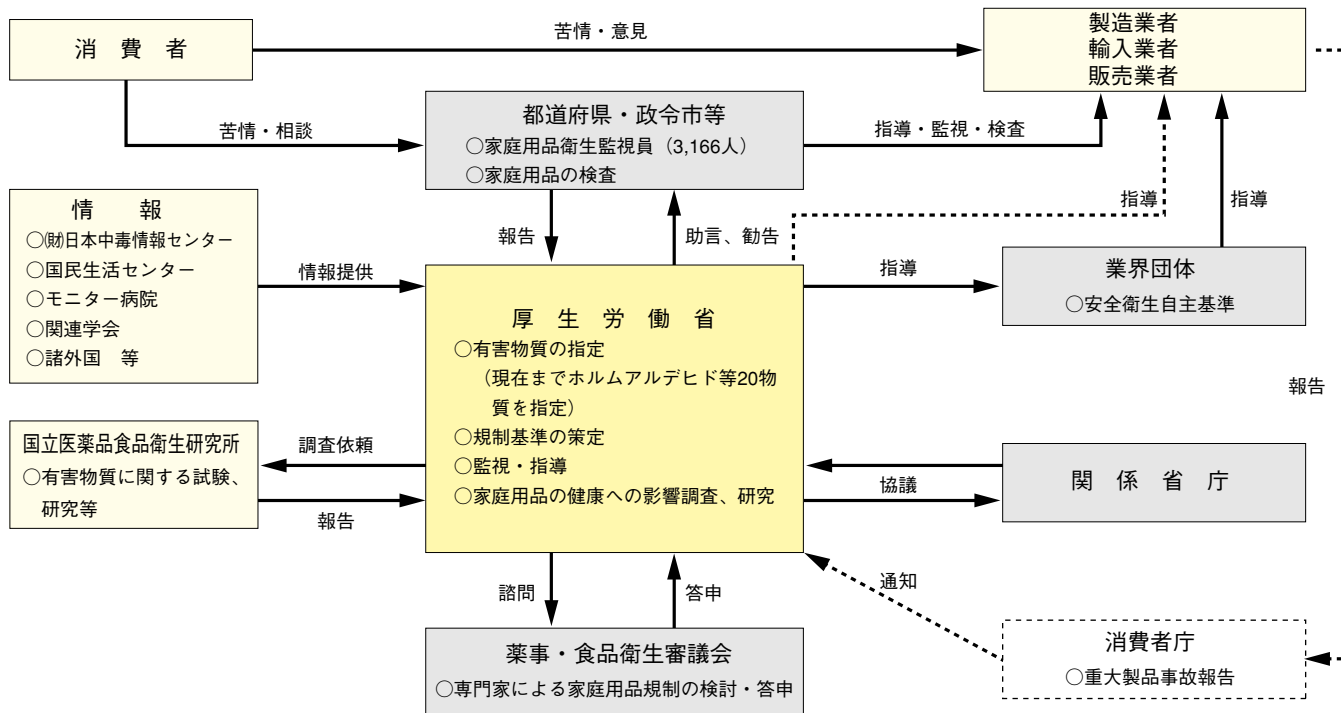 消　費　者
苦情・意見
製造業者
輸入業者
販売業者
苦情・相談
都道府県・政令市等
○家庭用品衛生監視員（3,166人）
○家庭用品の検査
指導・監視・検査
情　報
○㈶日本中毒情報センター
○国民生活センター
○モニター病院
○関連学会
○諸外国　等
情報提供
報告
助言、勧告
指導
指導
指導
業界団体
○安全衛生自主基準
厚　生　労　働　省
○有害物質の指定
（現在までホルムアルデヒド等20物
質を指定）
○規制基準の策定
○監視・指導
○家庭用品の健康への影響調査、研究
報告
国立医薬品食品衛生研究所
○有害物質に関する試験、
研究等
調査依頼
報告
協議
関　係　省　庁
諮問
答申
通知
薬事・食品衛生審議会
○専門家による家庭用品規制の検討・答申
消費者庁
○重大製品事故報告